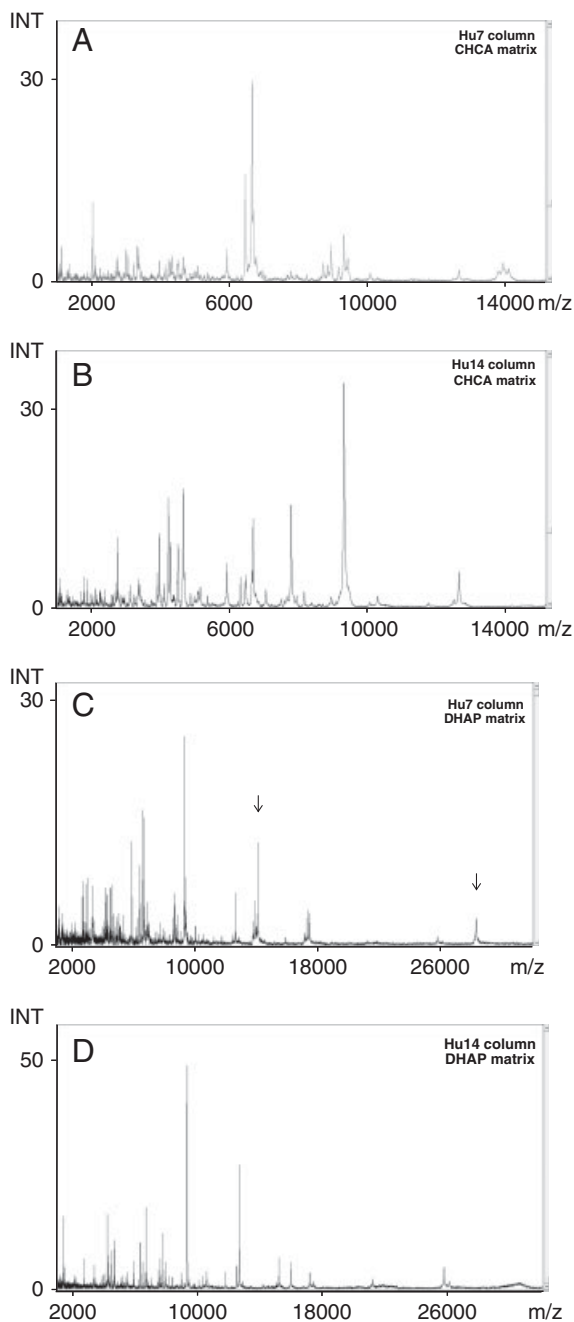 INT
A
Hu7 column
CHCA matrix
30
0
2000 6000 10000 14000 m/z
INT
B
Hu14 column
CHCA matrix
30
0
2000 6000 10000 14000 m/z
INT
C
Hu7 column
DHAP matrix
30
0
2000 10000 18000 26000 m/z
INT
D
Hu14 column
DHAP matrix
50
0
2000 10000 18000 26000 m/z